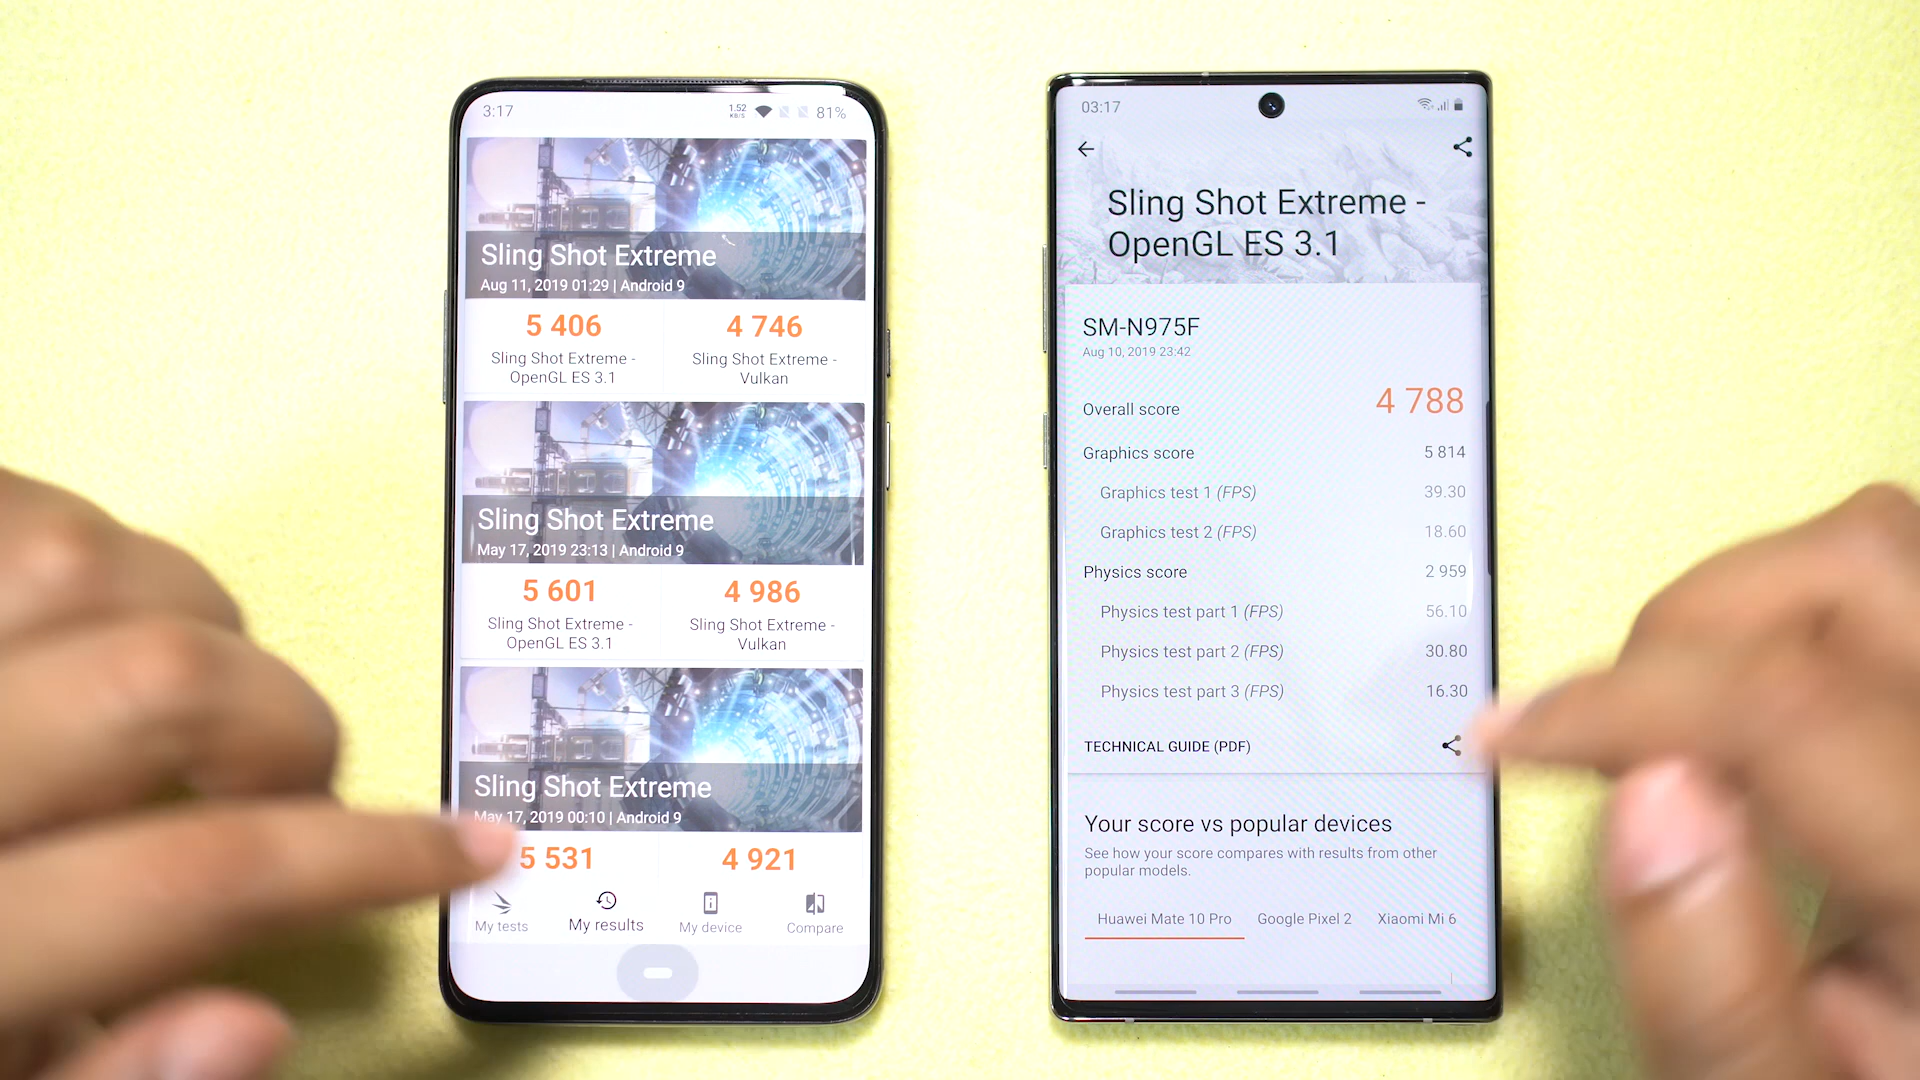 3:17
1.52
KB/S
81%
Sling Shot Extreme
Aug 11, 2019 01:29 | Android 9
5 406
4 746
Sling Shot Extreme -
OpenGL ES 3.1
Sling Shot Extreme -
Vulkan
Sling Shot Extreme
May 17, 2019 23:13 | Android 9
5 601
4 986
Sling Shot Extreme -
OpenGL ES 3.1
Sling Shot Extreme -
Vulkan
Sling Shot Extreme
May 17, 2019 00:10 | Android 9
5 531
4 921
My tests
My results
My device
Compare
03:17
Sling Shot Extreme -
OpenGL ES 3.1
SM-N975F
Aug 10, 2019 23:42
Overall score 4 788
Graphics score 5 814
Graphics test 1 (FPS) 39.30
Graphics test 2 (FPS) 18.60
Physics score 2 959
Physics test part 1 (FPS) 56.10
Physics test part 2 (FPS) 30.80
Physics test part 3 (FPS) 16.30
TECHNICAL GUIDE (PDF)
Your score vs popular devices
See how your score compares with results from other
popular models.
Huawei Mate 10 Pro Google Pixel 2 Xiaomi Mi 6